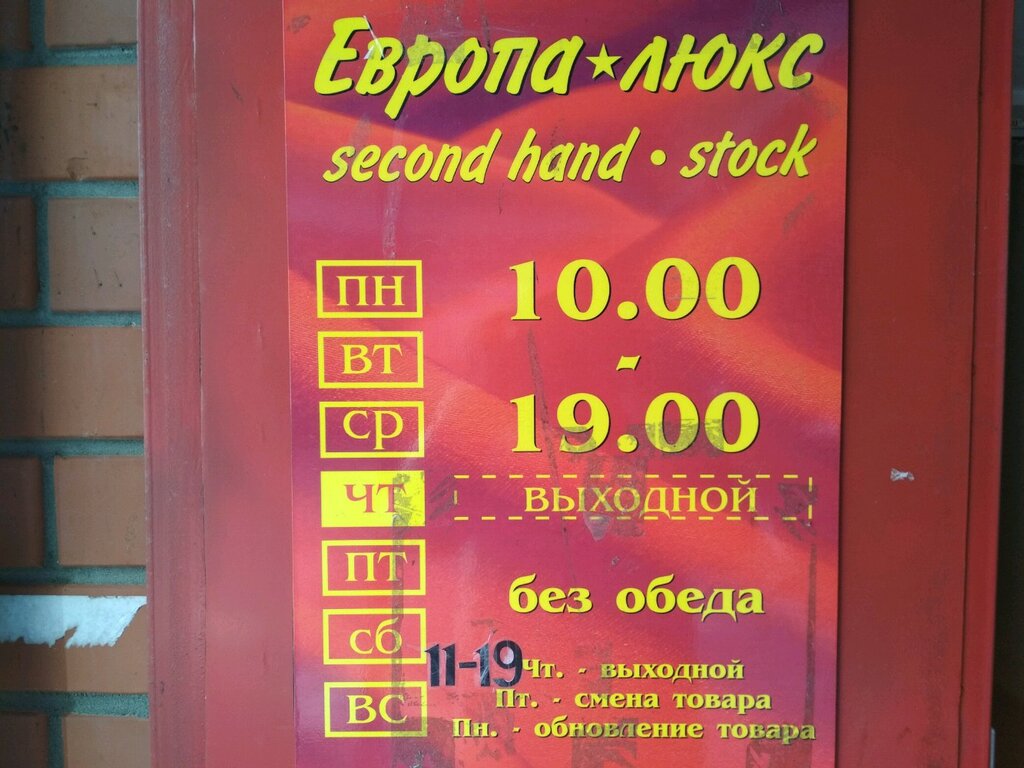 Европа★люкс
second hand • stock
ПН
10.00
ВТ
-
СР
19.00
ЧТ
ВЫХОДНОЙ
ПТ
без обеда
СБ
11-19
Чт. - выходной
Пт. - смена товара
ВС
Пн. - обновление товара